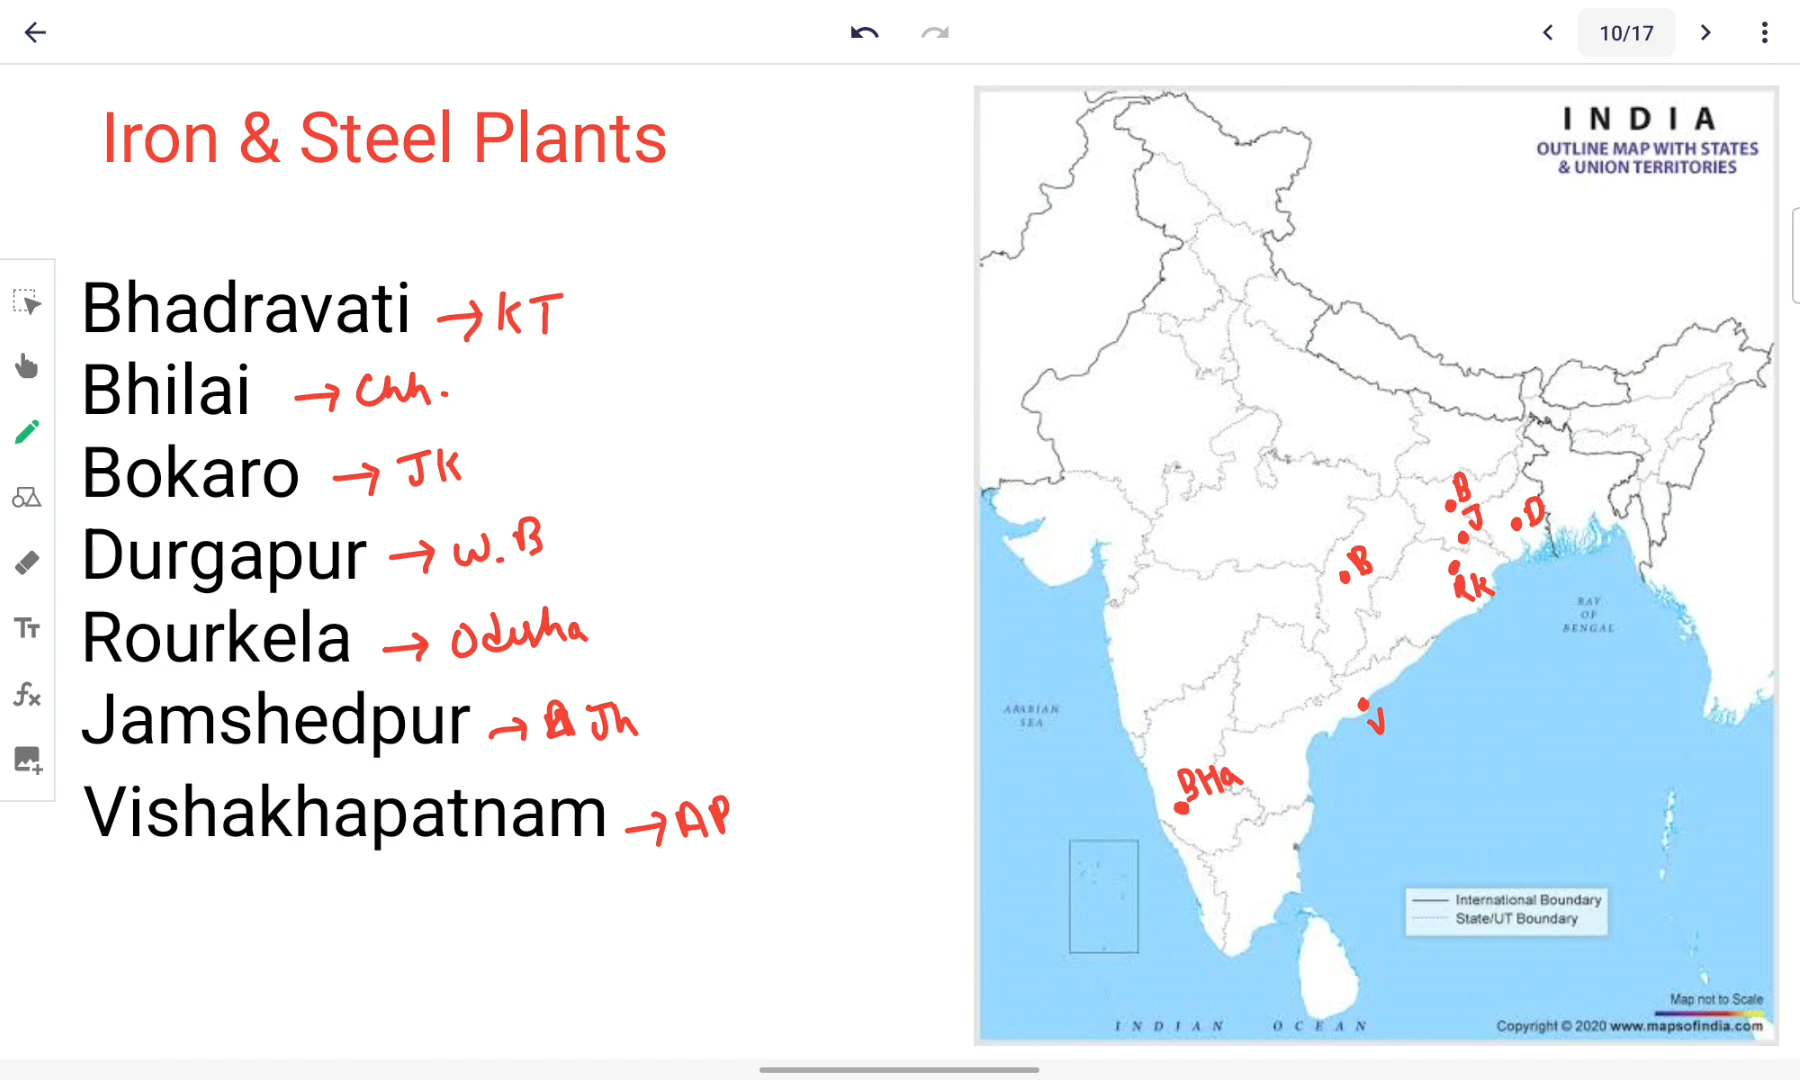 10/17
Iron & Steel Plants
Bhadravati → KT
Bhilai → Chh.
Bokaro → JK
Durgapur → W.B
Rourkela → Odisha
Jamshedpur → Jh
Vishakhapatnam → AP
Tт
fx
INDIA
OUTLINE MAP WITH STATES
& UNION TERRITORIES
B
J
D
B
RK
BAY
OF
BENGAL
ARABIAN
SEA
V
BHa
International Boundary
State/UT Boundary
Map not to Scale
INDIAN OCEAN
Copyright © 2020 www.mapsofindia.com